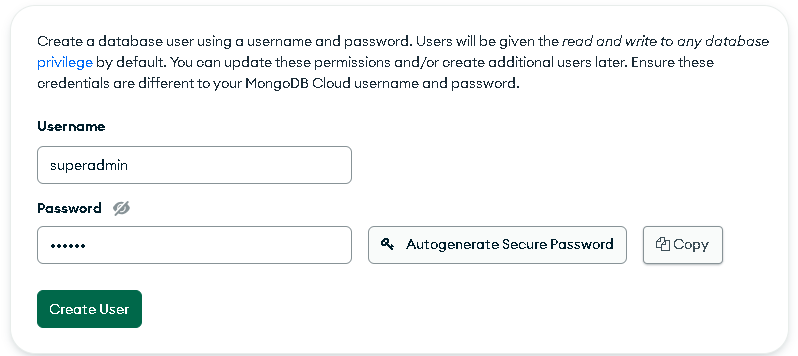 Create a database user using a username and password. Users will be given the read and write to any database
privilege by default. You can update these permissions and/or create additional users later. Ensure these
credentials are different to your MongoDB Cloud username and password.
Username
superadmin
Password
••••••
Autogenerate Secure Password
Copy
Create User